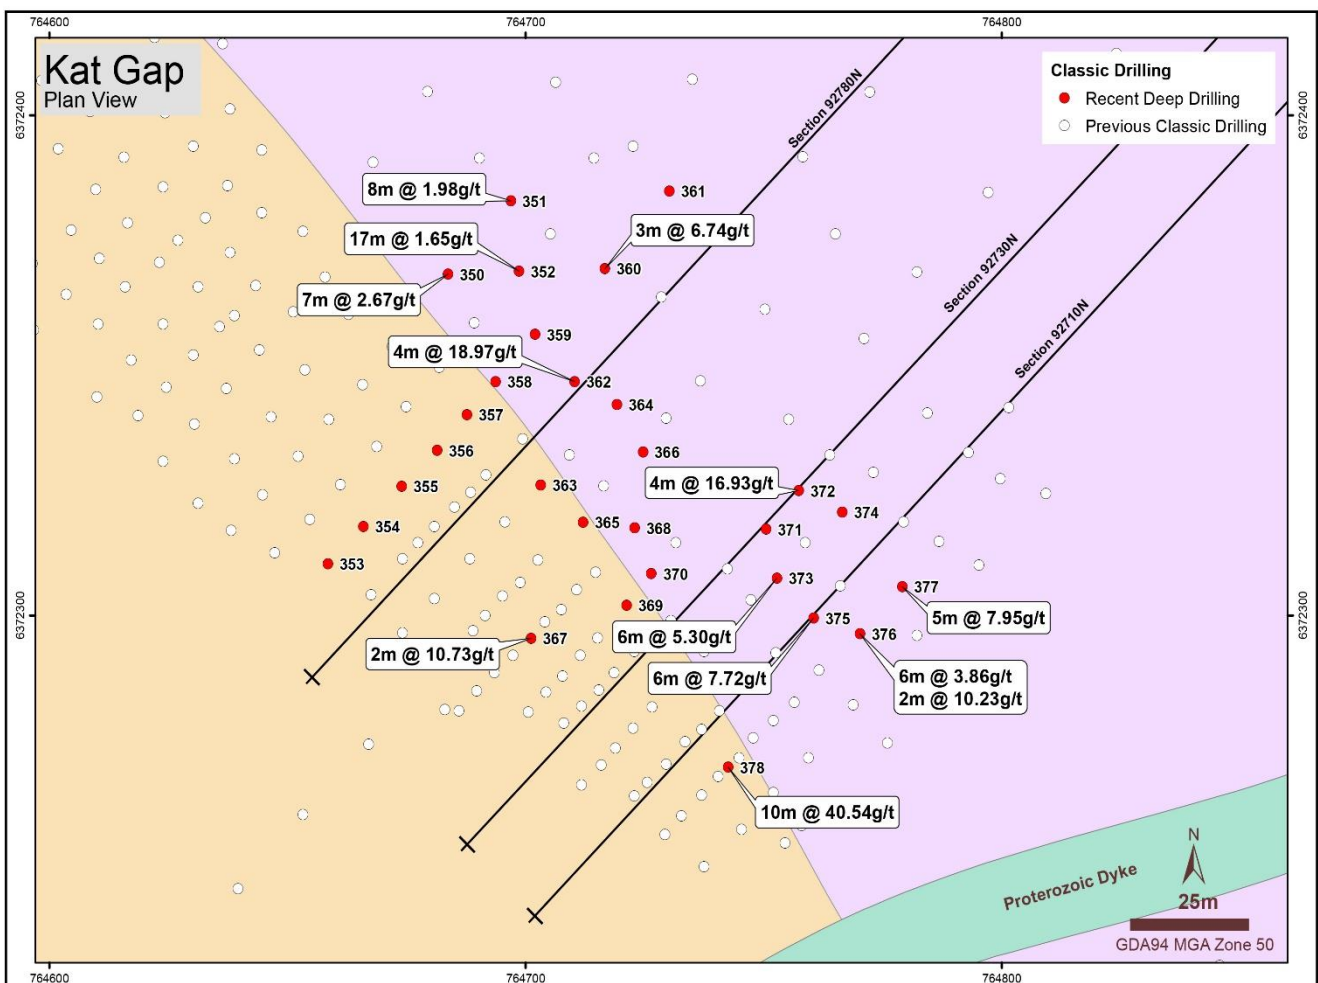 764600
764700
764800
Kat Gap
Plan View
6372400
6372400
Classic Drilling
Recent Deep Drilling
Previous Classic Drilling
Section 92780N
Section 92730N
Section 92710N
8m @ 1.98g/t
351
361
17m @ 1.65g/t
3m @ 6.74g/t
350
352
360
7m @ 2.67g/t
359
4m @ 18.97g/t
358
362
357
364
356
366
355
363
4m @ 16.93g/t
372
354
365
368
371
374
353
370
373
377
369
5m @ 7.95g/t
6372300
6372300
367
2m @ 10.73g/t
6m @ 5.30g/t
375
376
6m @ 7.72g/t
6m @ 3.86g/t
2m @ 10.23g/t
378
10m @ 40.54g/t
Proterozoic Dyke
N
25m
GDA94 MGA Zone 50
764600
764700
764800